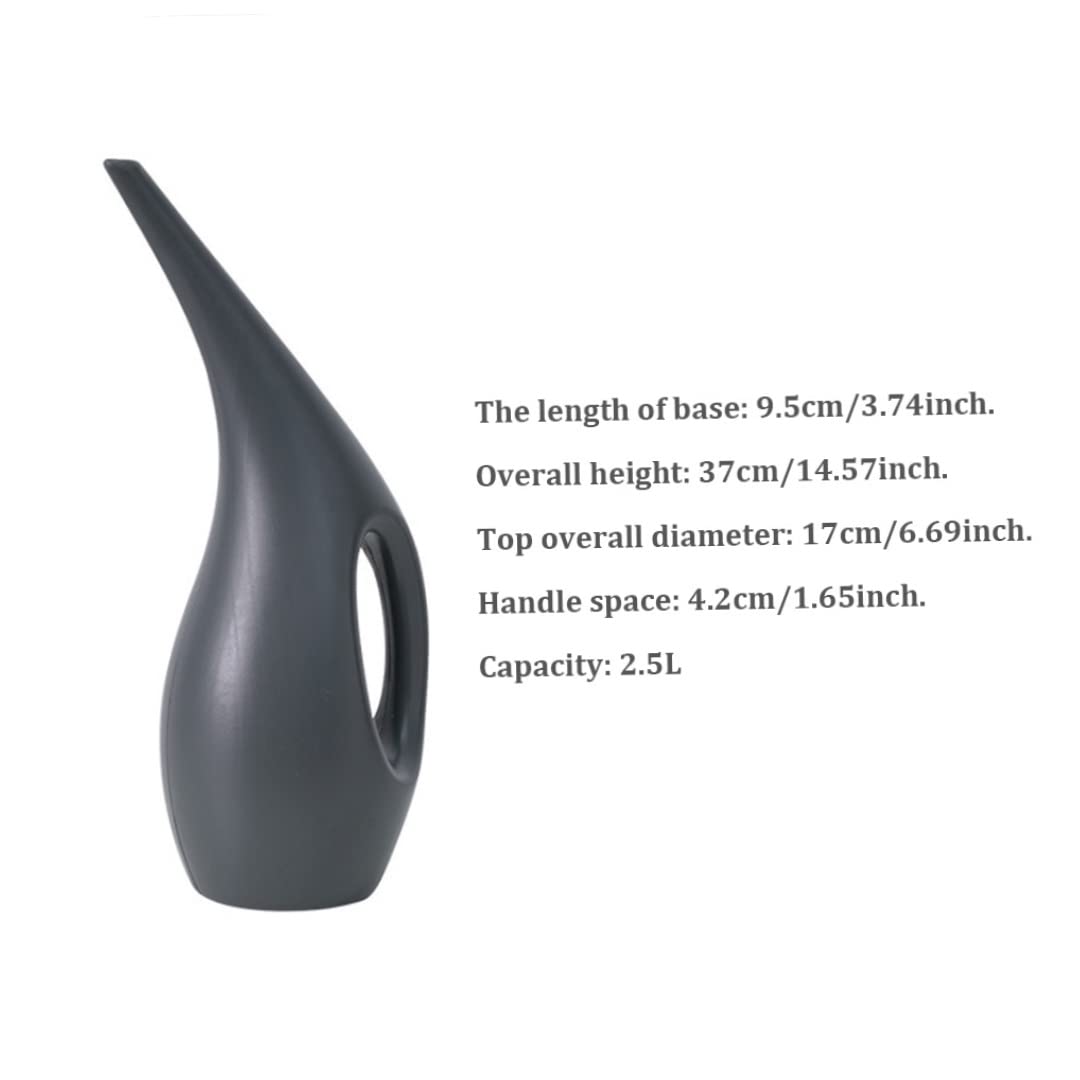 The length of base: 9.5cm/3.74inch.
Overall height: 37cm/14.57inch.
Top overall diameter: 17cm/6.69inch.
Handle space: 4.2cm/1.65inch.
Capacity: 2.5L